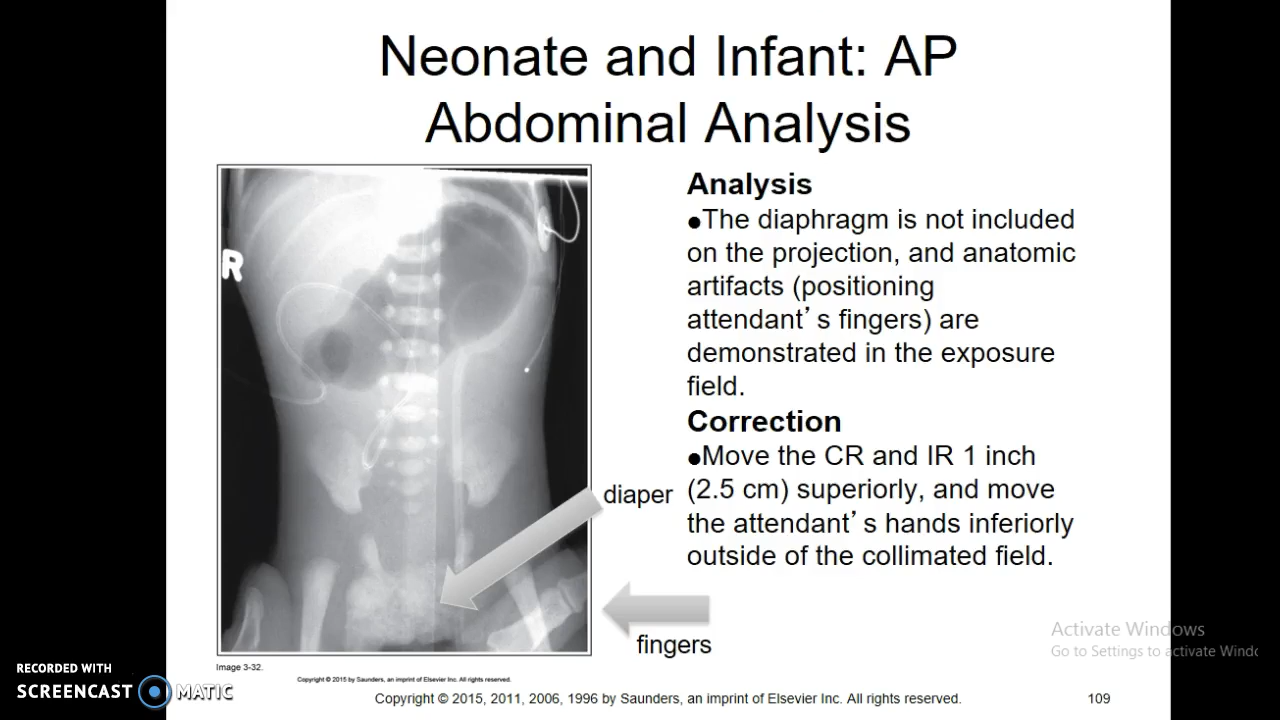 Neonate and Infant: AP
Abdominal Analysis
R
Analysis
●The diaphragm is not included
on the projection, and anatomic
artifacts (positioning
attendant’s fingers) are
demonstrated in the exposure
field.
Correction
●Move the CR and IR 1 inch
(2.5 cm) superiorly, and move
the attendant’s hands inferiorly
outside of the collimated field.
diaper
fingers
Image 3-32.
Copyright © 2015 by Saunders, an imprint of Elsevier Inc. All rights reserved.
Copyright © 2015, 2011, 2006, 1996 by Saunders, an imprint of Elsevier Inc. All rights reserved.
109
Activate Windows
Go to Settings to activate Windo
RECORDED WITH
SCREENCAST MATIC